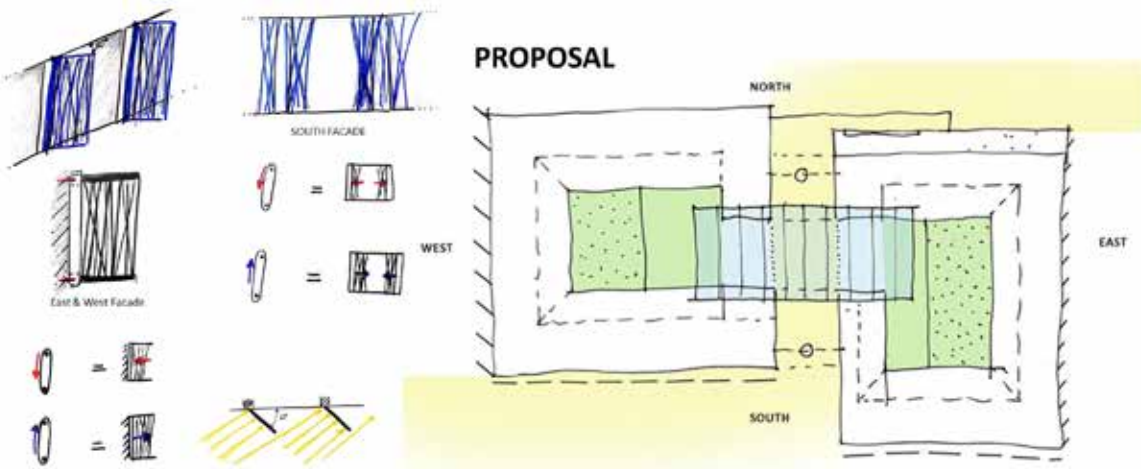 SOUTH FACADE
East & West Facade
PROPOSAL
NORTH
WEST
EAST
SOUTH